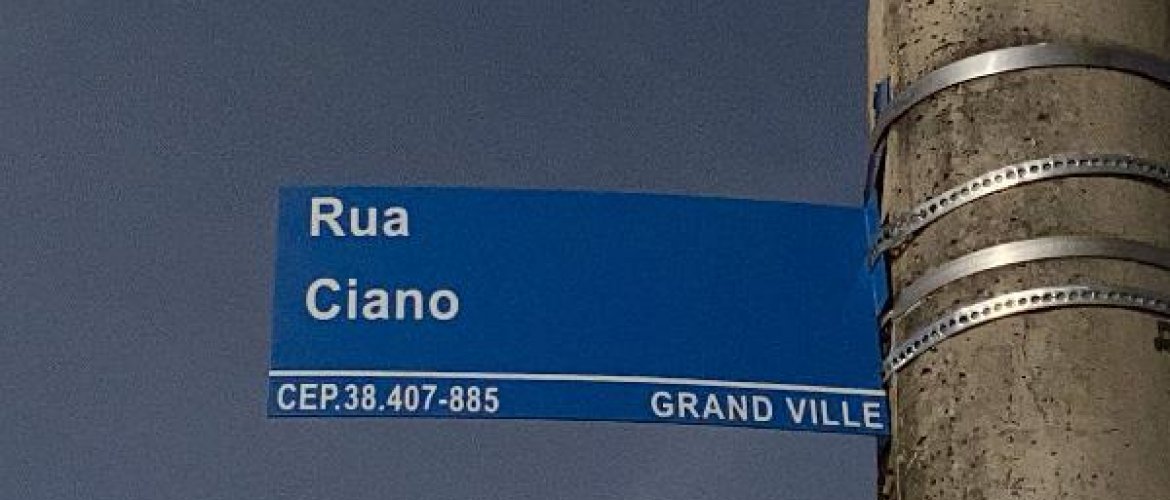 Rua
Ciano
CEP.38.407-885 GRAND VILLE